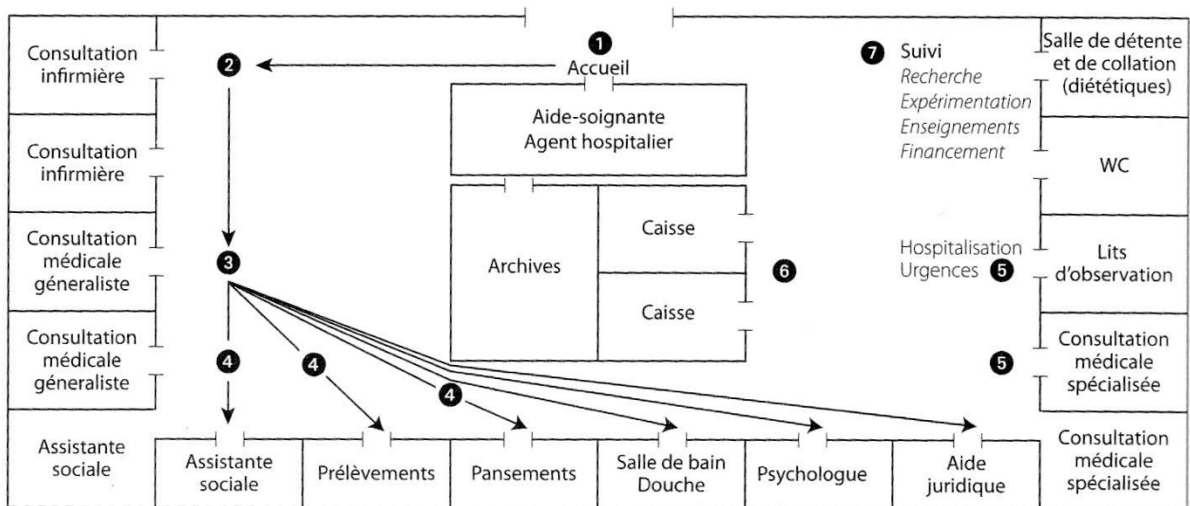 Consultation
infirmière
Consultation
infirmière
Consultation
médicale
géneraliste
Consultation
médicale
géneraliste
Assistante
sociale
1
Accueil
2
3
4
4
4
Aide-soignante
Agent hospitalier
Archives
Caisse
Caisse
6
7 Suivi
Recherche
Expérimentation
Enseignements
Financement
Hospitalisation
Urgences 5
5
Salle de détente
et de collation
(diététiques)
WC
Lits
d'observation
Consultation
médicale
spécialisée
Consultation
médicale
spécialisée
Assistante
sociale
Prélèvements
Pansements
Salle de bain
Douche
Psychologue
Aide
juridique